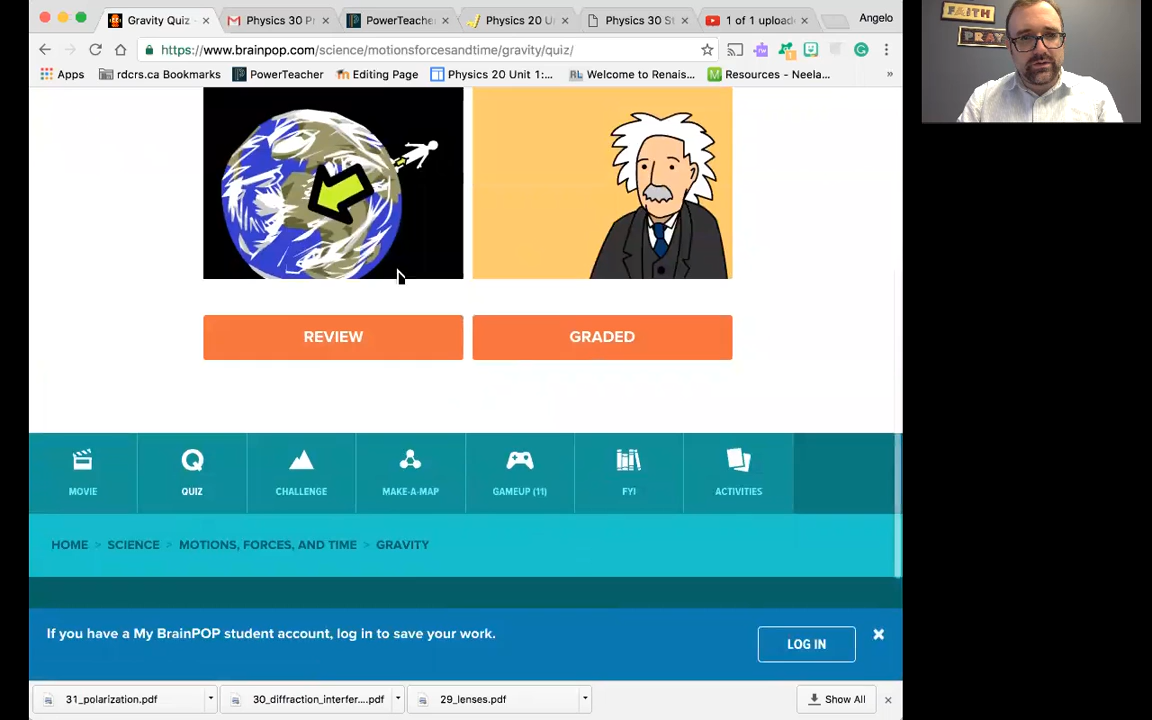 Gravity Quiz
Physics 30 Pr
PowerTeacher
Physics 20 U
Physics 30 St
1 of 1 uploade
Angelo
https://www.brainpop.com/science/motionsforcesandtime/gravity/quiz/
Apps
rdcrs.ca Bookmarks
PowerTeacher
Editing Page
Physics 20 Unit 1:...
RL Welcome to Renais...
M Resources - Neela...
»
FAITH
PRAY
REVIEW
GRADED
MOVIE
QUIZ
CHALLENGE
MAKE-A-MAP
GAMEUP (11)
FYI
ACTIVITIES
HOME > SCIENCE > MOTIONS, FORCES, AND TIME > GRAVITY
If you have a My BrainPOP student account, log in to save your work.
LOG IN
31_polarization.pdf
30_diffraction_interfer....pdf
29_lenses.pdf
Show All